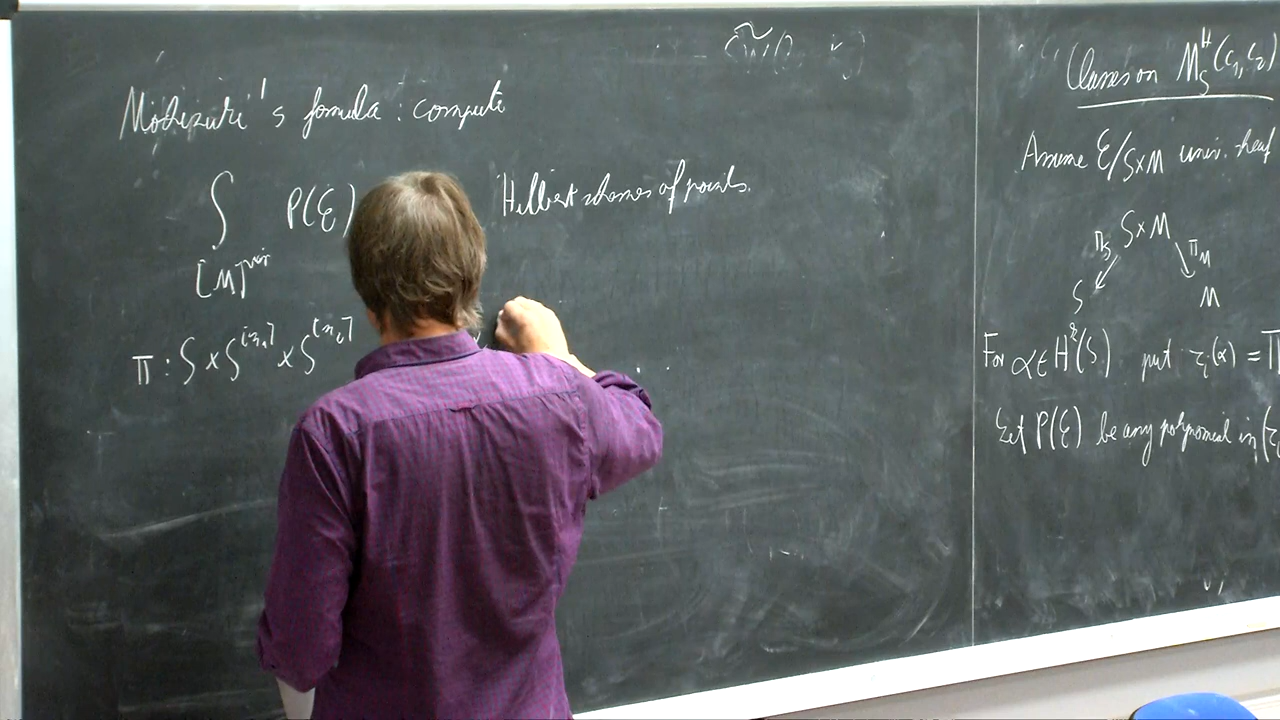 Mochizuki's formula : compute
∫ P(ε) Hilbert schemes of points.
[M]^vir
π : S × S^[n₁] × S^[n₂]
Classes on M_S^H (c₁, c₂)
Assume ε/S×M univ. sheaf
S×M
π_S π_M
S M
For α∈H^k(S) put τ_i(α) = π
Let P(ε) be any polynomial in (τ